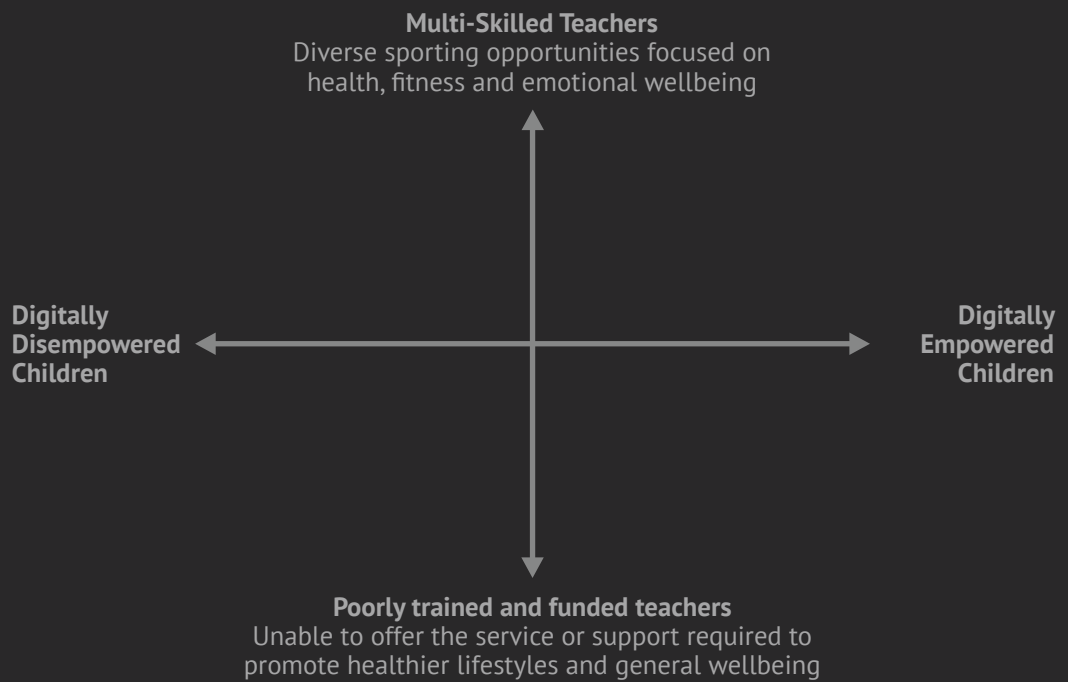 Multi-Skilled Teachers
Diverse sporting opportunities focused on
health, fitness and emotional wellbeing
Digitally
Disempowered
Children
Digitally
Empowered
Children
Poorly trained and funded teachers
Unable to offer the service or support required to
promote healthier lifestyles and general wellbeing